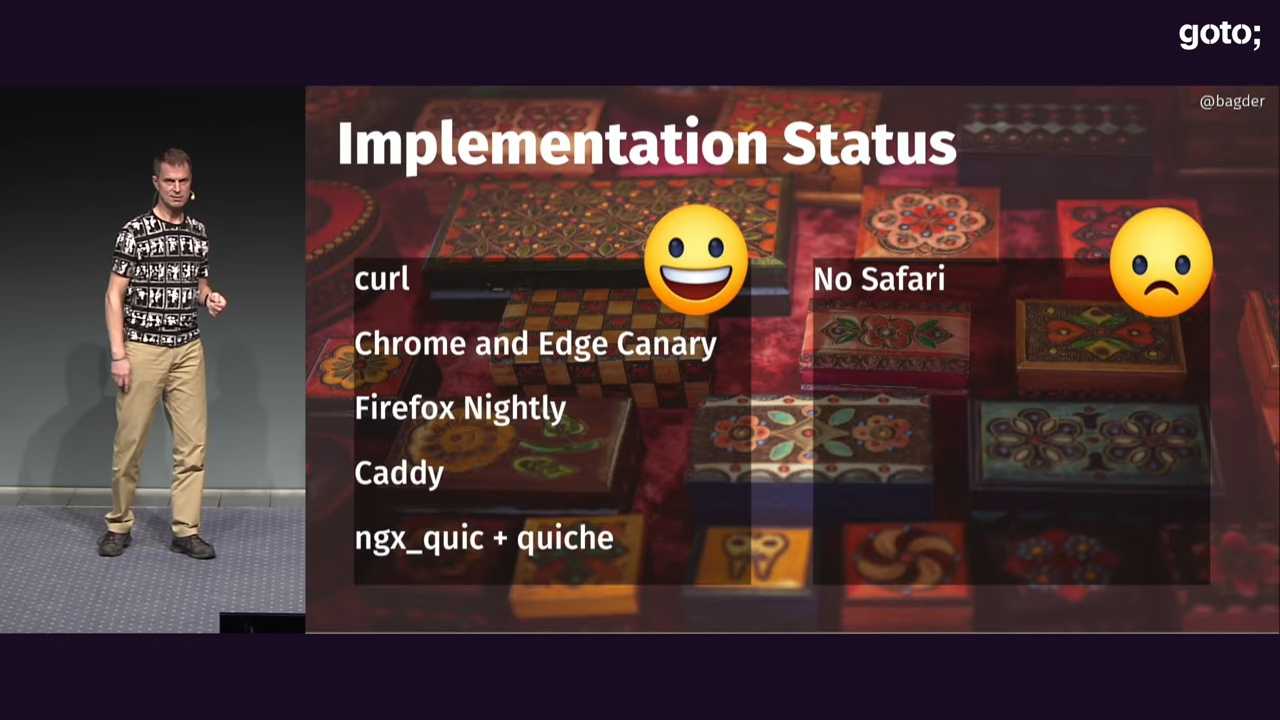 goto;
@bagder
Implementation Status
curl
Chrome and Edge Canary
Firefox Nightly
Caddy
ngx_quic + quiche
No Safari